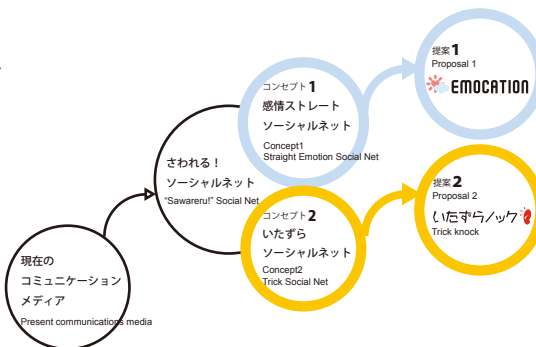 現在の
コミュニケーション
メディア
Present communications media
さわれる！
ソーシャルネット
"Sawareru!" Social Net
コンセプト1
感情ストレート
ソーシャルネット
Concept1
Straight Emotion Social Net
コンセプト2
いたずら
ソーシャルネット
Concept2
Trick Social Net
提案1
Proposal 1
EMOCATION
提案2
Proposal 2
いたずらノック
Trick knock